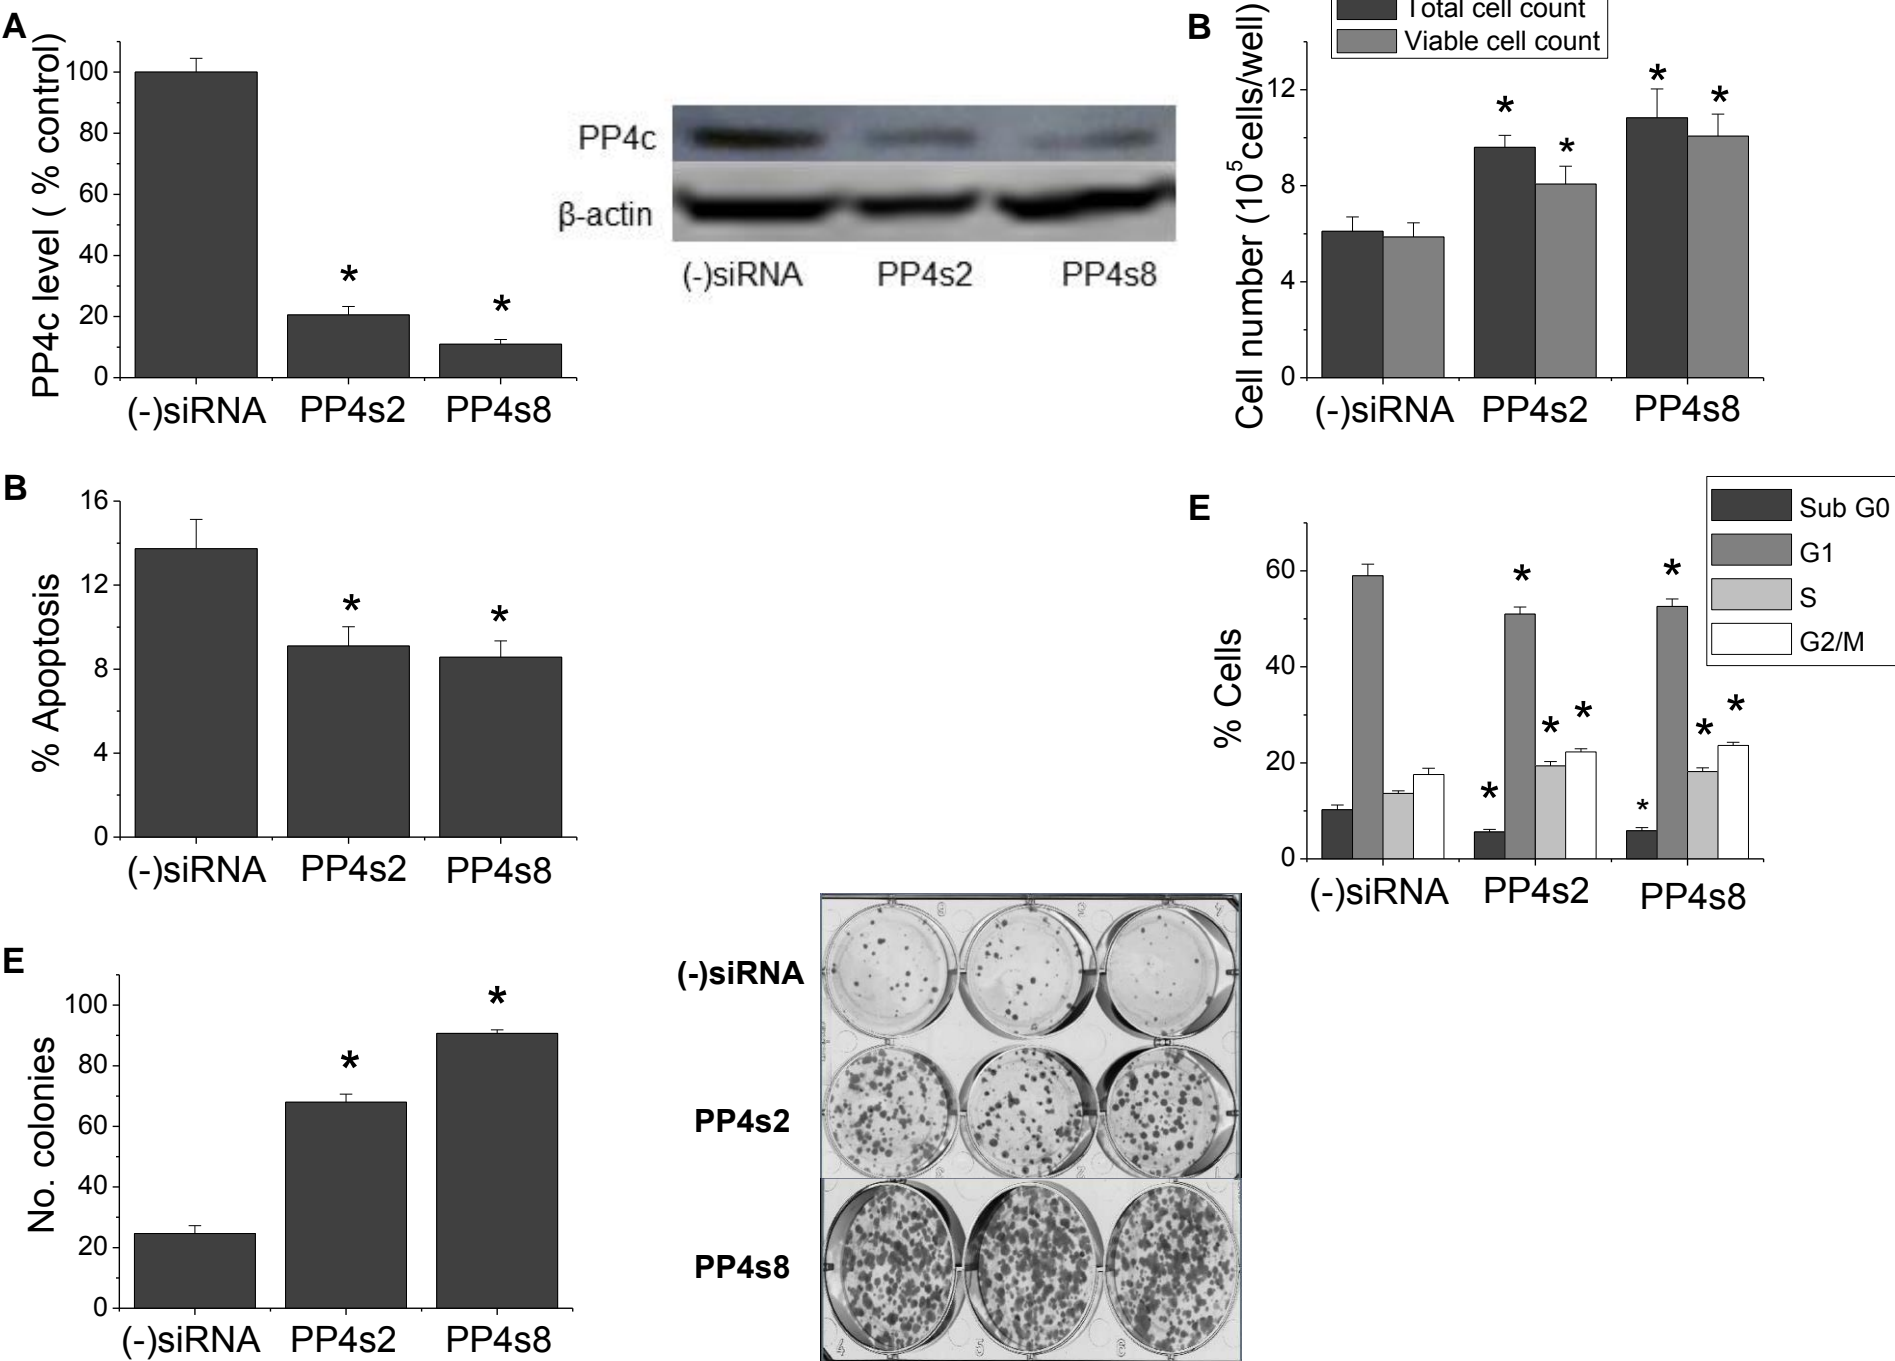 A
PP4c level ( % control)
100
80
60
40
20
0
*
*
(-)siRNA
PP4s2
PP4s8
PP4c
β-actin
(-)siRNA
PP4s2
PP4s8
B
Total cell count
Viable cell count
Cell number (10⁵cells/well)
12
8
4
0
*
*
*
*
(-)siRNA
PP4s2
PP4s8
B
% Apoptosis
16
12
8
4
0
*
*
(-)siRNA
PP4s2
PP4s8
E
Sub G0
G1
S
G2/M
% Cells
60
40
20
0
*
*
*
*
*
*
*
*
(-)siRNA
PP4s2
PP4s8
E
No. colonies
100
80
60
40
20
0
*
*
(-)siRNA
PP4s2
PP4s8
(-)siRNA
PP4s2
PP4s8
4
5
6